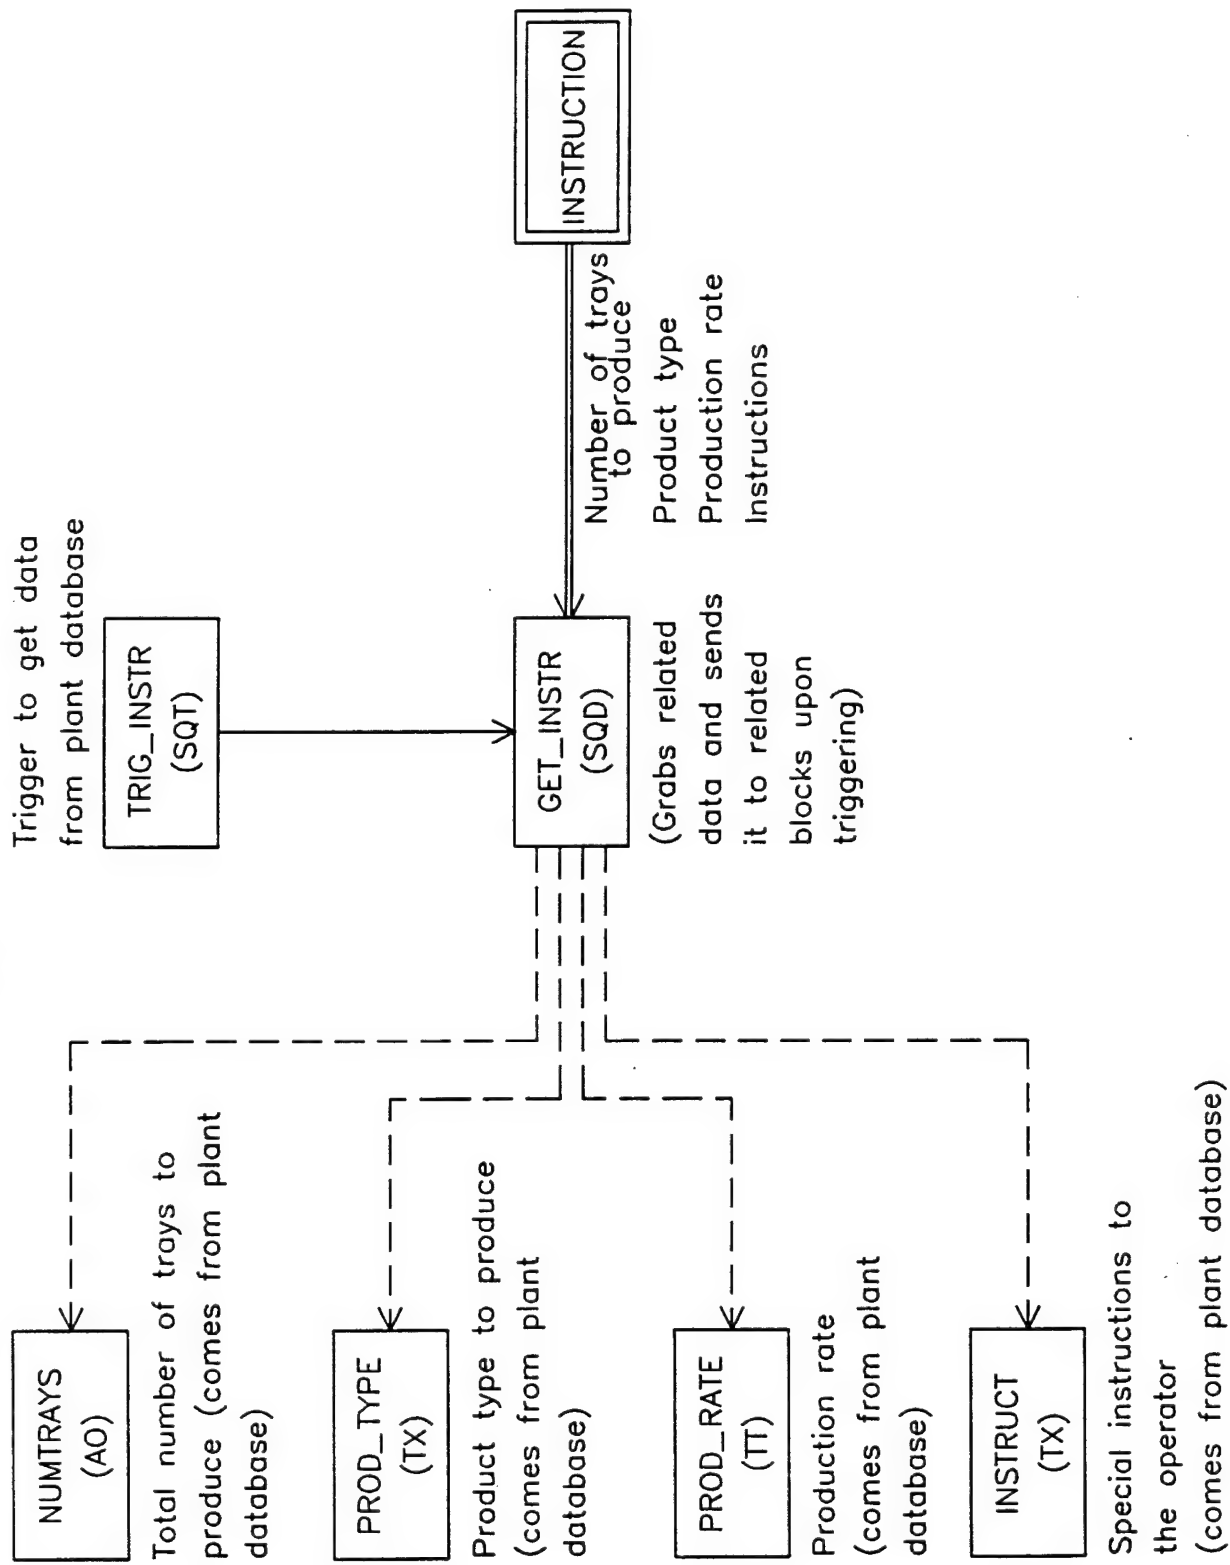 Trigger to get data
from plant database
TRIG_INSTR
(SQT)
NUMTRAYS
(AO)
Total number of trays to
produce (comes from plant
database)
PROD_TYPE
(TX)
Product type to produce
(comes from plant
database)
PROD_RATE
(TT)
Production rate
(comes from plant
database)
INSTRUCT
(TX)
Special instructions to
the operator
(comes from plant database)
GET_INSTR
(SQD)
(Grabs related
data and sends
it to related
blocks upon
triggering)
Number of trays
to produce
Product type
Production rate
Instructions
INSTRUCTION